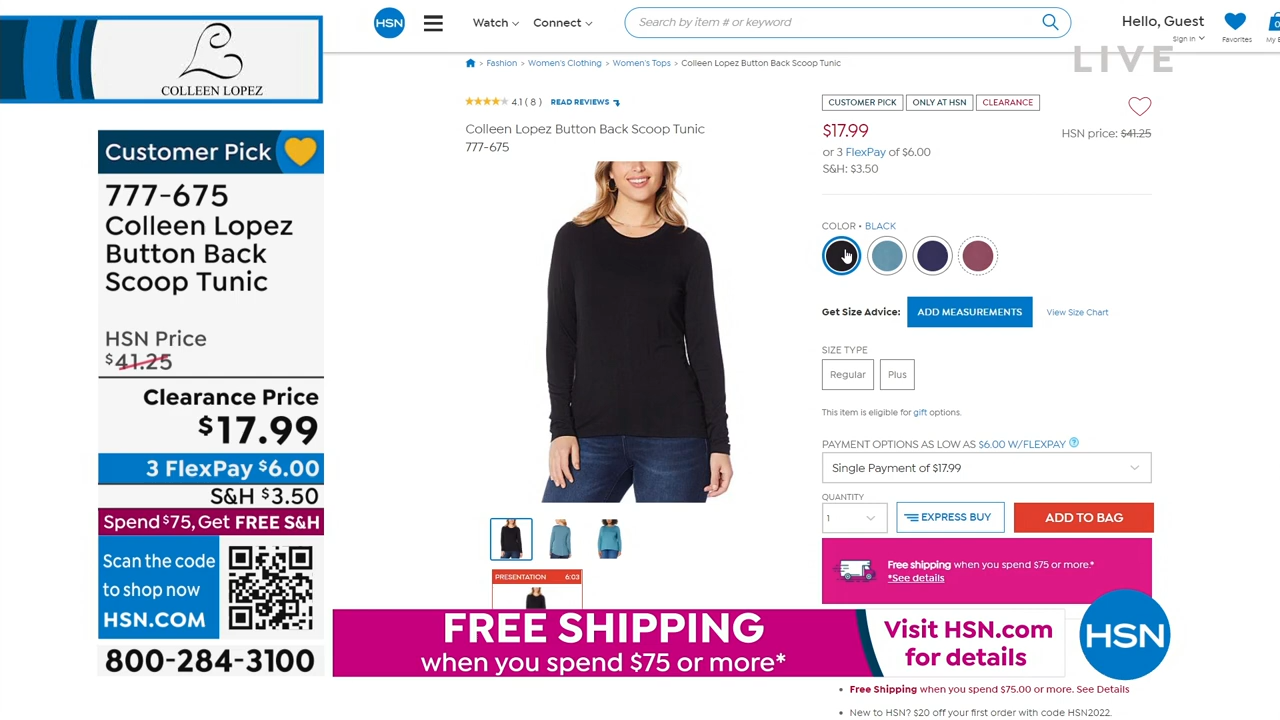 COLLEEN LOPEZ
Customer Pick
777-675
Colleen Lopez
Button Back
Scoop Tunic
HSN Price
$41.25
Clearance Price
$17.99
3 FlexPay $6.00
S&H $3.50
Spend $75, Get FREE S&H
Scan the code
to shop now
HSN.COM
800-284-3100
HSN
Watch
Connect
Search by item # or keyword
Hello, Guest
Sign In
Favorites
0
LIVE
> Fashion > Women's Clothing > Women's Tops > Colleen Lopez Button Back Scoop Tunic
4.1 ( 8 ) READ REVIEWS
Colleen Lopez Button Back Scoop Tunic
777-675
CUSTOMER PICK ONLY AT HSN CLEARANCE
$17.99
HSN price: $41.25
or 3 FlexPay of $6.00
S&H: $3.50
COLOR • BLACK
Get Size Advice: ADD MEASUREMENTS View Size Chart
SIZE TYPE
Regular Plus
This item is eligible for gift options.
PAYMENT OPTIONS AS LOW AS $6.00 W/FLEXPAY ?
Single Payment of $17.99
QUANTITY
1
EXPRESS BUY
ADD TO BAG
Free shipping when you spend $75 or more.*
*See details
PRESENTATION 6:03
FREE SHIPPING
when you spend $75 or more*
Visit HSN.com
for details
HSN
• Free Shipping when you spend $75.00 or more. See Details
• New to HSN? $20 off your first order with code HSN2022.